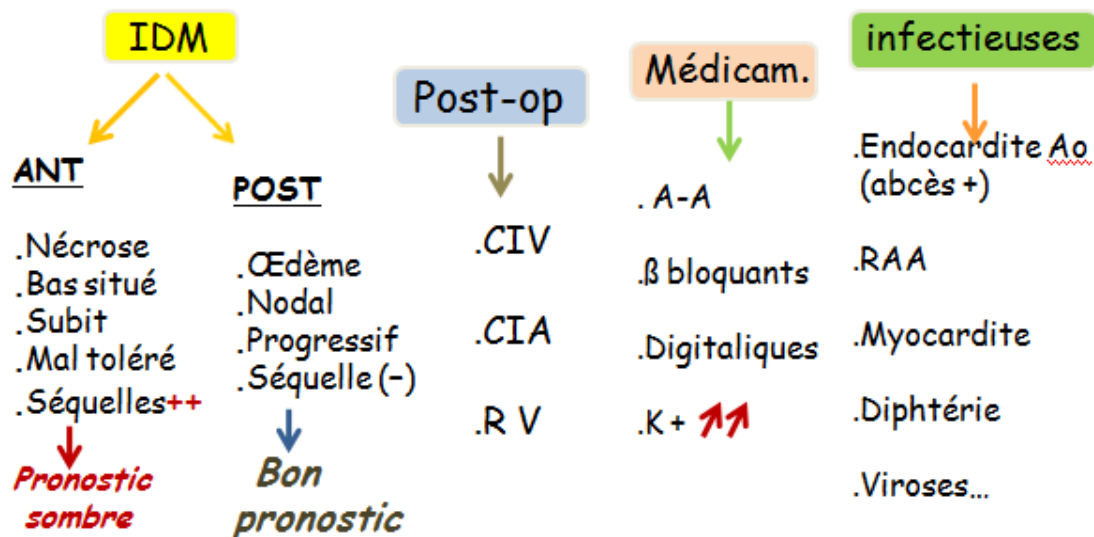 IDM
ANT
.Nécrose
.Bas situé
.Subit
.Mal toléré
.Séquelles++
Pronostic
sombre
POST
.Œdème
.Nodal
.Progressif
.Séquelle (-)
Bon
pronostic
Post-op
.CIV
.CIA
.R V
Médicam.
. A-A
.ß bloquants
.Digitaliques
.K +
infectieuses
.Endocardite Ao
(abcès +)
.RAA
.Myocardite
.Diphtérie
.Viroses...